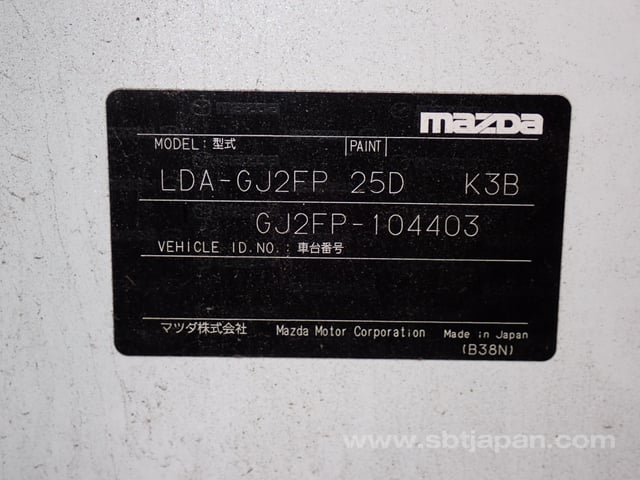 mazda
MODEL: 型式 PAINT
LDA-GJ2FP 25D K3B
GJ2FP-104403
VEHICLE ID.NO.: 車台番号
マツダ株式会社 Mazda Motor Corporation Made in Japan
(B38N)
www.sbtjapan.com